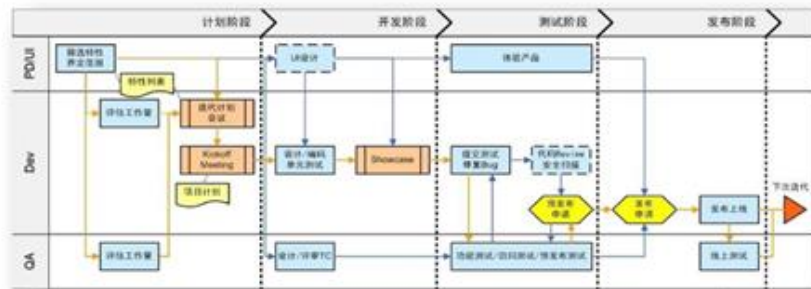 计划阶段
开发阶段
测试阶段
发布阶段
PD/UI
筛选特性
界定范围
特性列表
UI设计
体验产品
Dev
评估工作量
迭代计划
会议
Kickoff
Meeting
项目计划
设计/编码
单元测试
Showcase
提交测试
修复Bug
代码Review
安全扫描
预发布
申请
发布
申请
发布上线
下次迭代
QA
评估工作量
设计/评审TC
功能测试/访问测试/预发布测试
线上测试